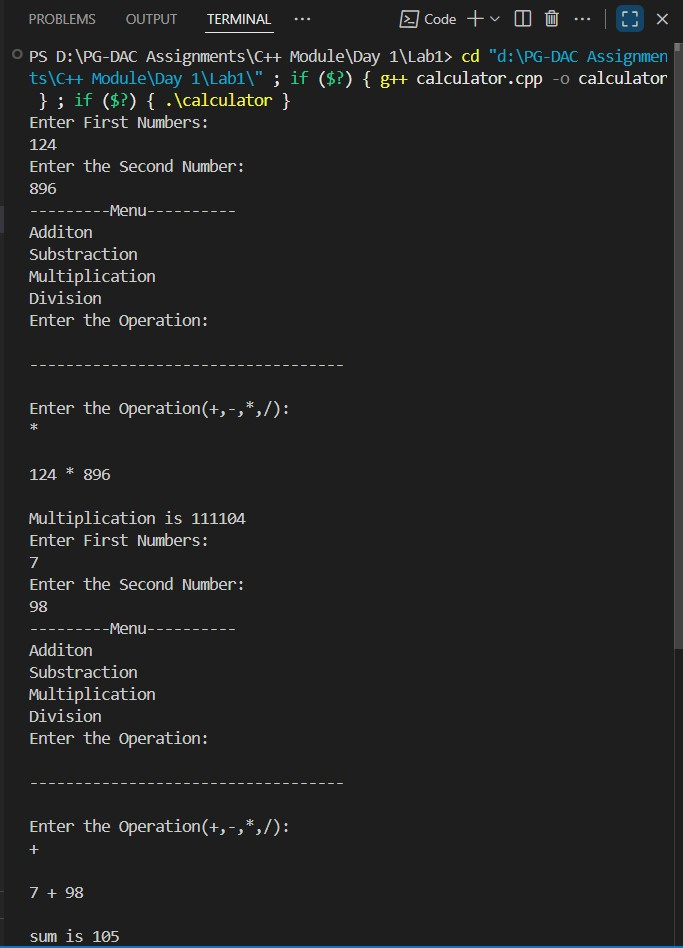 PROBLEMS OUTPUT TERMINAL ··· Code
PS D:\PG-DAC Assignments\C++ Module\Day 1\Lab1> cd "d:\PG-DAC Assignmen
ts\C++ Module\Day 1\Lab1\" ; if ($?) { g++ calculator.cpp -o calculator
 } ; if ($?) { .\calculator }
Enter First Numbers:
124
Enter the Second Number:
896
---------Menu----------
Additon
Substraction
Multiplication
Division
Enter the Operation:
-----------------------------------
Enter the Operation(+,-,*,/):
*
124 * 896
Multiplication is 111104
Enter First Numbers:
7
Enter the Second Number:
98
---------Menu----------
Additon
Substraction
Multiplication
Division
Enter the Operation:
-----------------------------------
Enter the Operation(+,-,*,/):
+
7 + 98
sum is 105